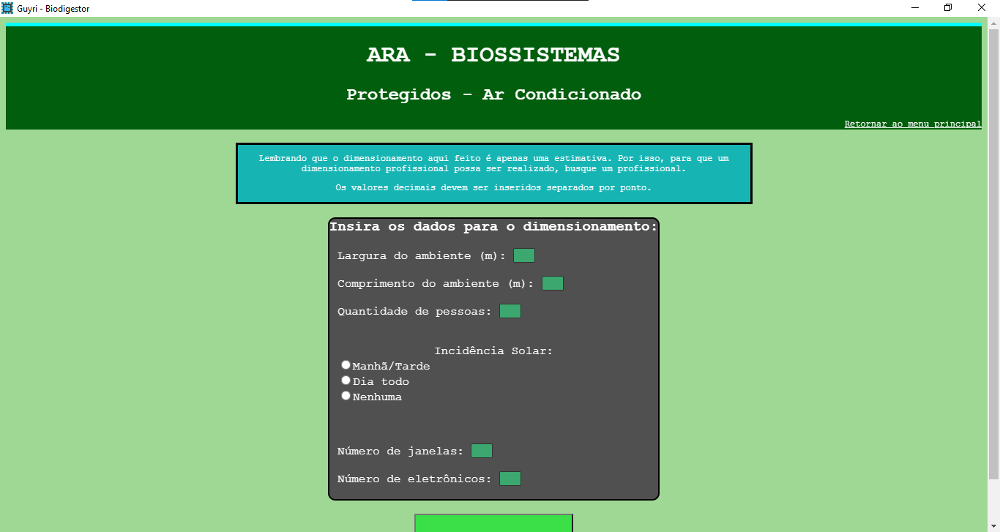 Guyri - Biodigestor
ARA - BIOSSISTEMAS
Protegidos - Ar Condicionado
Retornar ao menu principal
Lembrando que o dimensionamento aqui feito é apenas uma estimativa. Por isso, para que um
dimensionamento profissional possa ser realizado, busque um profissional.
Os valores decimais devem ser inseridos separados por ponto.
Insira os dados para o dimensionamento:
Largura do ambiente (m):
Comprimento do ambiente (m):
Quantidade de pessoas:
Incidência Solar:
Manhã/Tarde
Dia todo
Nenhuma
Número de janelas:
Número de eletrônicos: